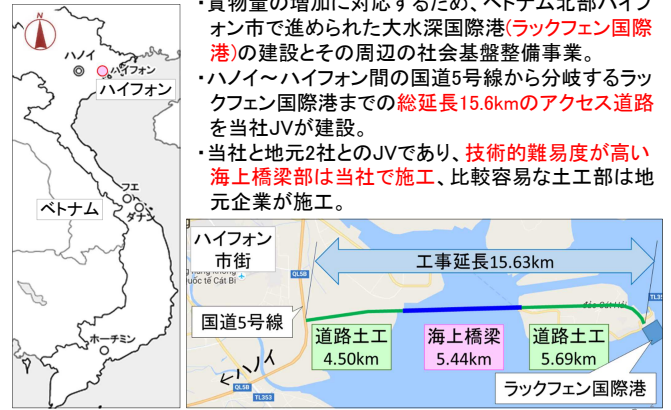 ・貨物量の増加に対応するため、ベトナム北部ハイフ
ォン市で進められた大水深国際港(ラックフェン国際
港)の建設とその周辺の社会基盤整備事業。
・ハノイ～ハイフォン間の国道5号線から分岐するラッ
クフェン国際港までの総延長15.6kmのアクセス道路
を当社JVが建設。
・当社と地元2社とのJVであり、技術的難易度が高い
海上橋梁部は当社で施工、比較容易な土工部は地
元企業が施工。
ハノイ
ハイフォン
ハイフォン
フエ
ベトナム
ダナン
ホーチミン
ハイフォン
市街
工事延長15.63km
QL5B
uốc tế Cát Bi
国道5号線
道路土工
4.50km
海上橋梁
5.44km
道路土工
5.69km
←ハノイ
QL5B
TL353
ラックフェン国際港